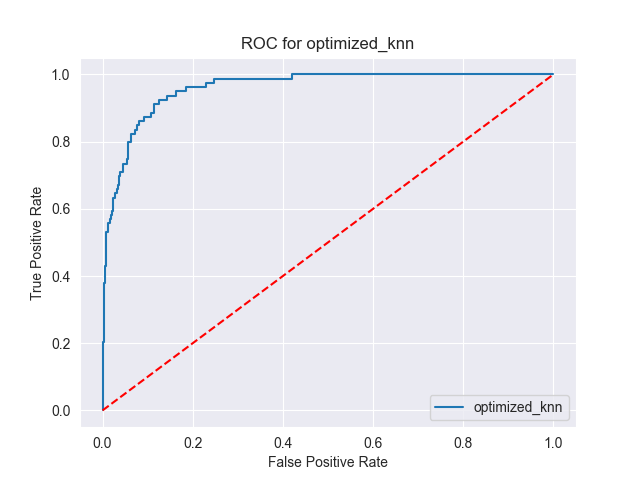 ROC for optimized_knn
True Positive Rate
1.0
0.8
0.6
0.4
0.2
0.0
optimized_knn
0.0 0.2 0.4 0.6 0.8 1.0
False Positive Rate